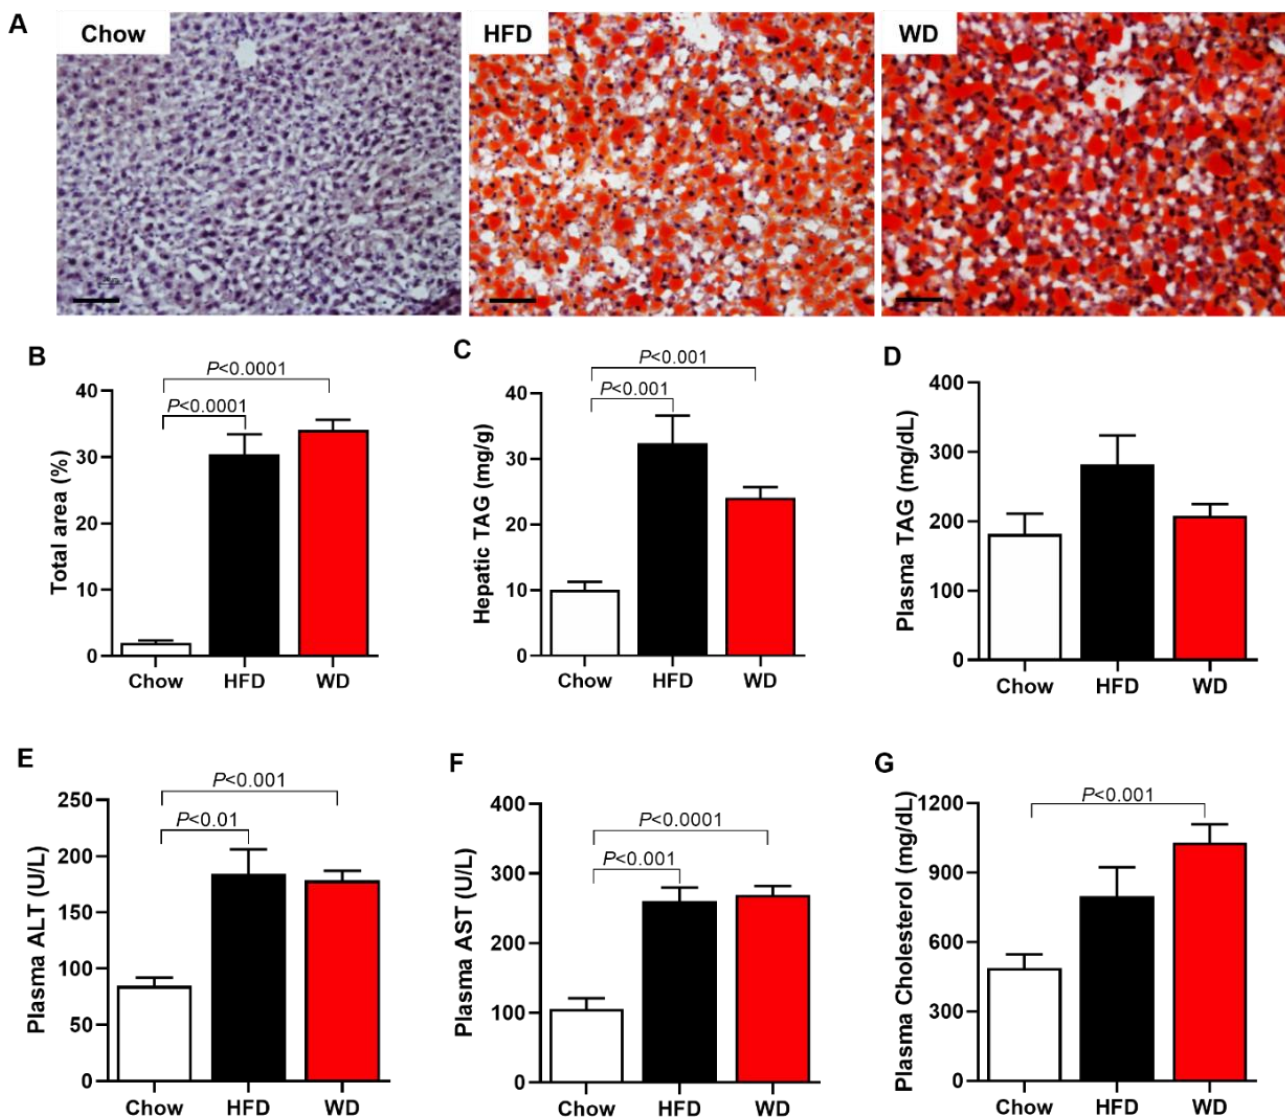 A
Chow
HFD
WD
B
P<0.0001
P<0.0001
Total area (%)
40
30
20
10
0
Chow
HFD
WD
C
P<0.001
P<0.001
Hepatic TAG (mg/g)
40
30
20
10
0
Chow
HFD
WD
D
Plasma TAG (mg/dL)
400
300
200
100
0
Chow
HFD
WD
E
P<0.001
P<0.01
Plasma ALT (U/L)
250
200
150
100
50
0
Chow
HFD
WD
F
P<0.0001
P<0.001
Plasma AST (U/L)
400
300
200
100
0
Chow
HFD
WD
G
P<0.001
Plasma Cholesterol (mg/dL)
1200
900
600
300
0
Chow
HFD
WD